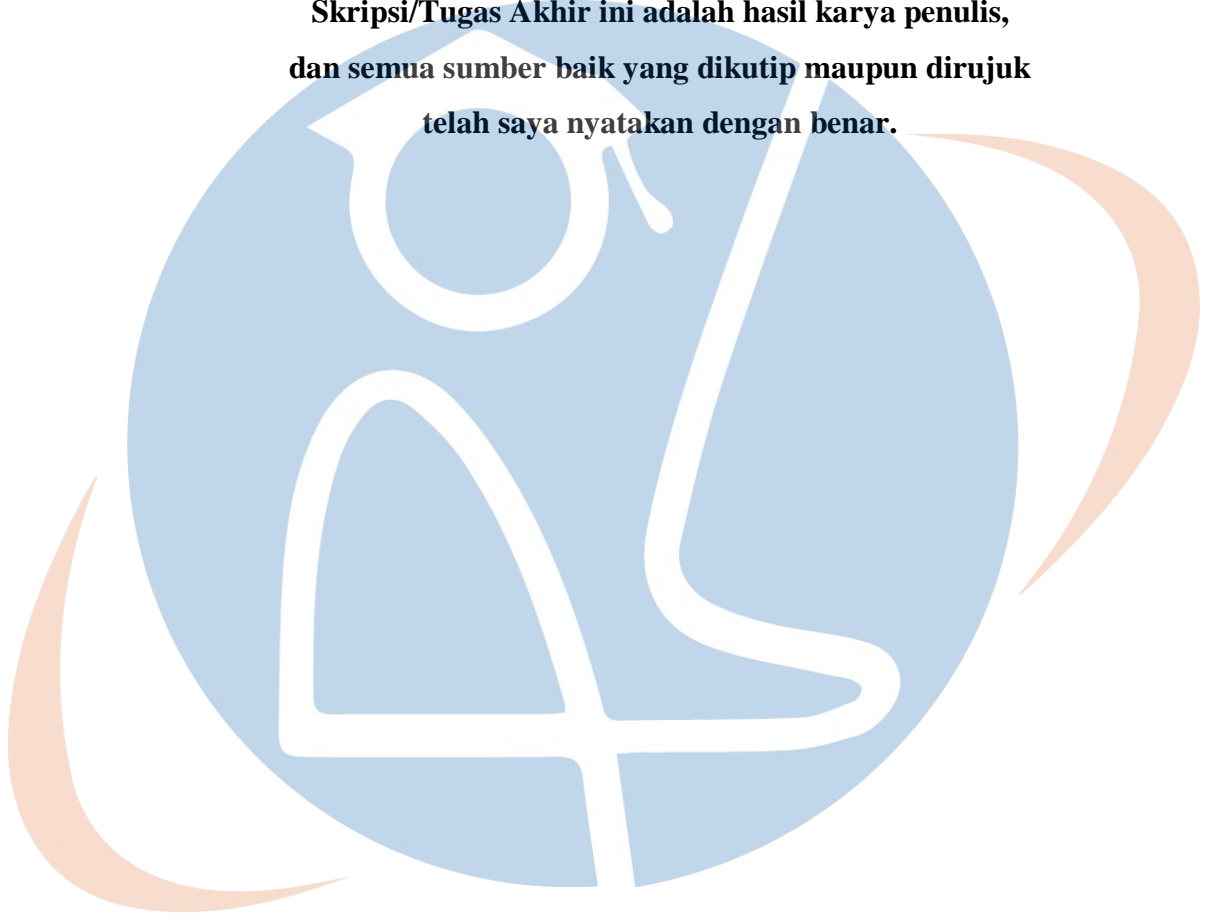 Skripsi/Tugas Akhir ini adalah hasil karya penulis,
dan semua sumber baik yang dikutip maupun dirujuk
telah saya nyatakan dengan benar.